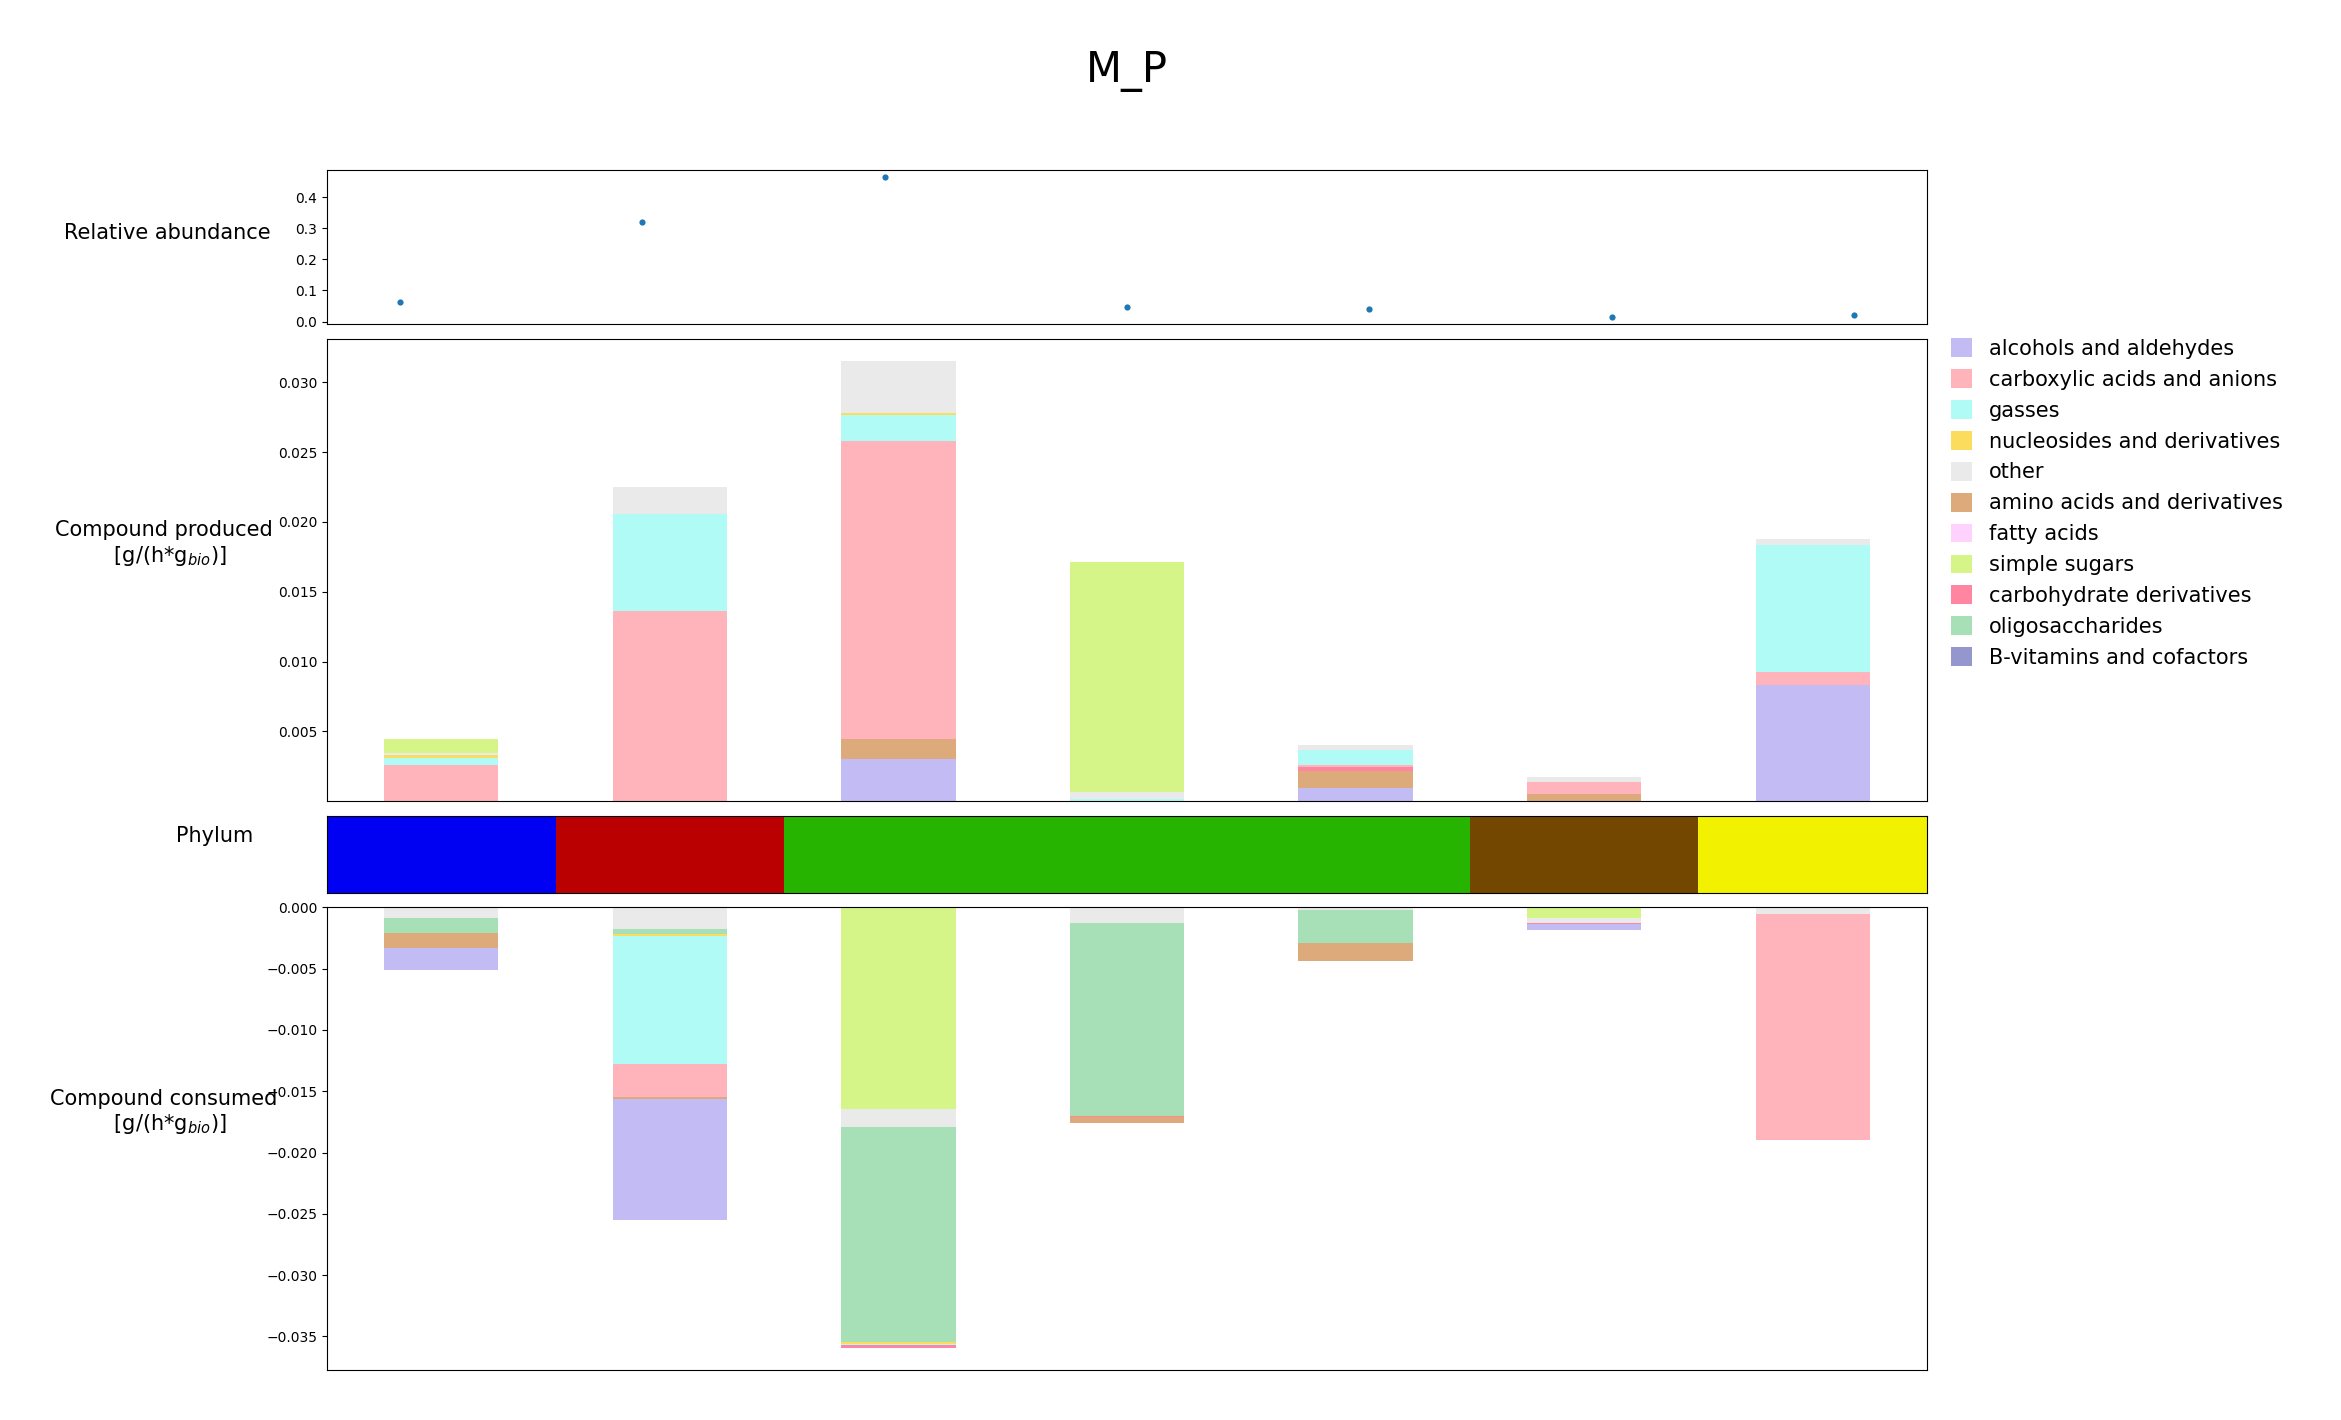 M_P
Relative abundance
0.4
0.3
0.2
0.1
0.0
Compound produced
[g/(h*g_bio)]
0.030
0.025
0.020
0.015
0.010
0.005
alcohols and aldehydes
carboxylic acids and anions
gasses
nucleosides and derivatives
other
amino acids and derivatives
fatty acids
simple sugars
carbohydrate derivatives
oligosaccharides
B-vitamins and cofactors
Phylum
Compound consumed
[g/(h*g_bio)]
0.000
−0.005
−0.010
−0.015
−0.020
−0.025
−0.030
−0.035